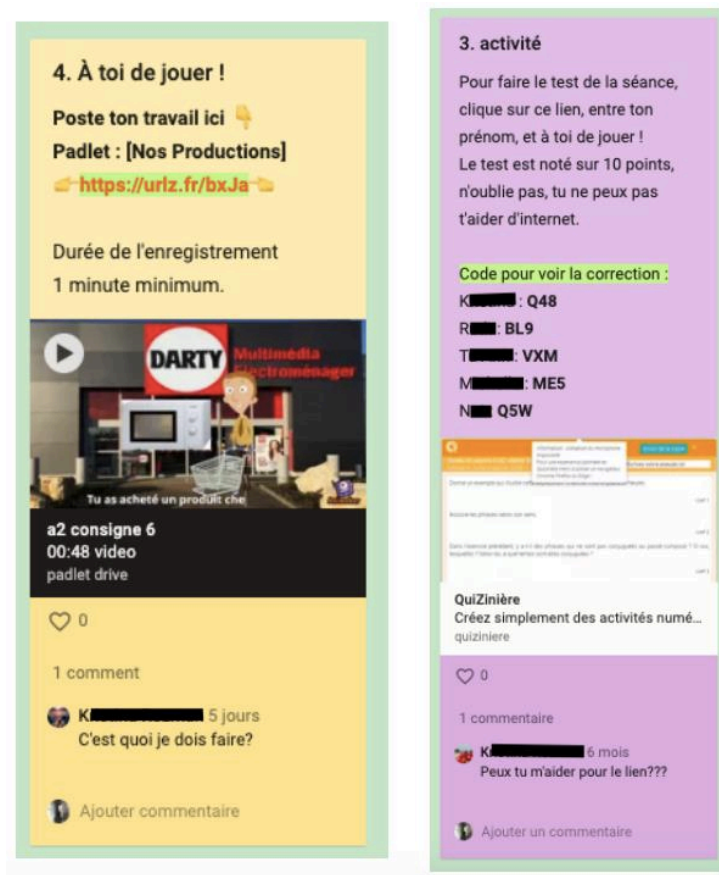 4. À toi de jouer !
Poste ton travail ici 👇
Padlet : [Nos Productions]
👉https://urlz.fr/bxJa👈
Durée de l'enregistrement
1 minute minimum.
DARTY Multimédia
Electroménager
Tu as acheté un produit che
a2 consigne 6
00:48 video
padlet drive
0
1 comment
K 5 jours
C'est quoi je dois faire?
Ajouter commentaire
3. activité
Pour faire le test de la séance,
clique sur ce lien, entre ton
prénom, et à toi de jouer !
Le test est noté sur 10 points,
n'oublie pas, tu ne peux pas
t'aider d'internet.
Code pour voir la correction :
K : Q48
R : BL9
T : VXM
M : ME5
N Q5W
QuiZinière
Créez simplement des activités numé...
quiziniere
0
1 commentaire
K 6 mois
Peux tu m'aider pour le lien???
Ajouter un commentaire